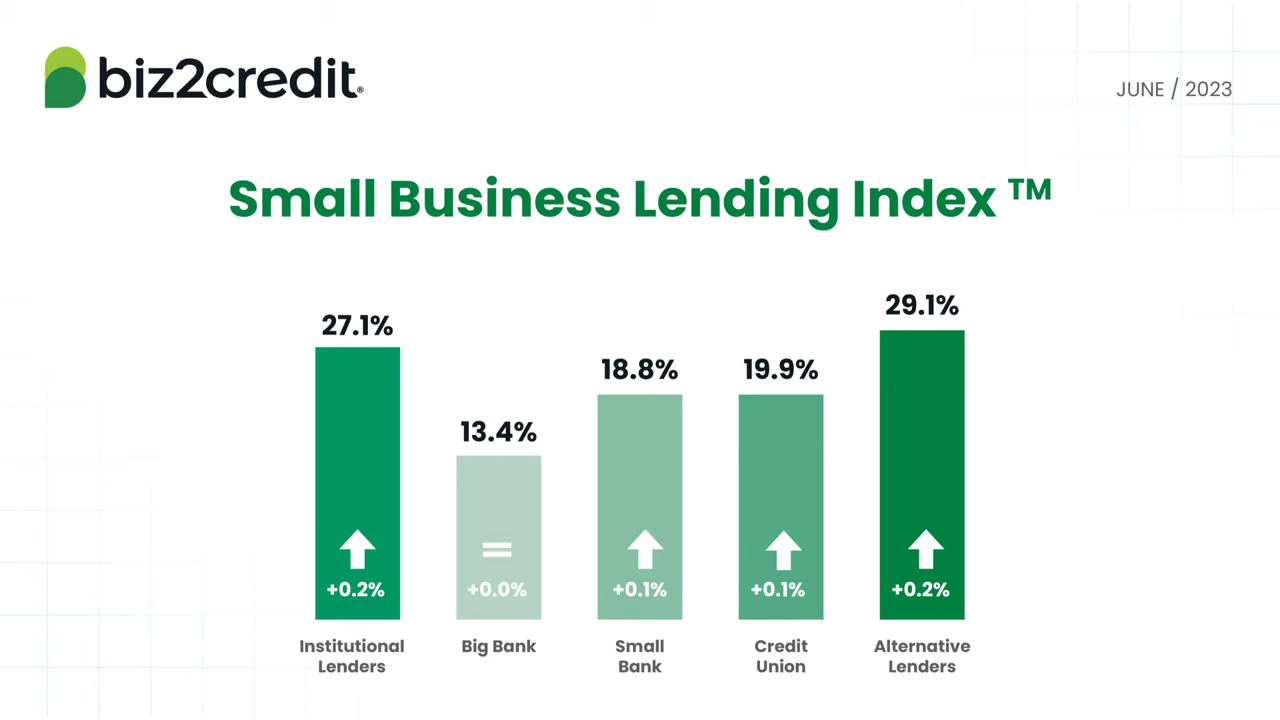 biz2credit®
JUNE / 2023
Small Business Lending Index ™
27.1%
13.4%
18.8%
19.9%
29.1%
+0.2%
=
+0.0%
+0.1%
+0.1%
+0.2%
Institutional
Lenders
Big Bank
Small
Bank
Credit
Union
Alternative
Lenders